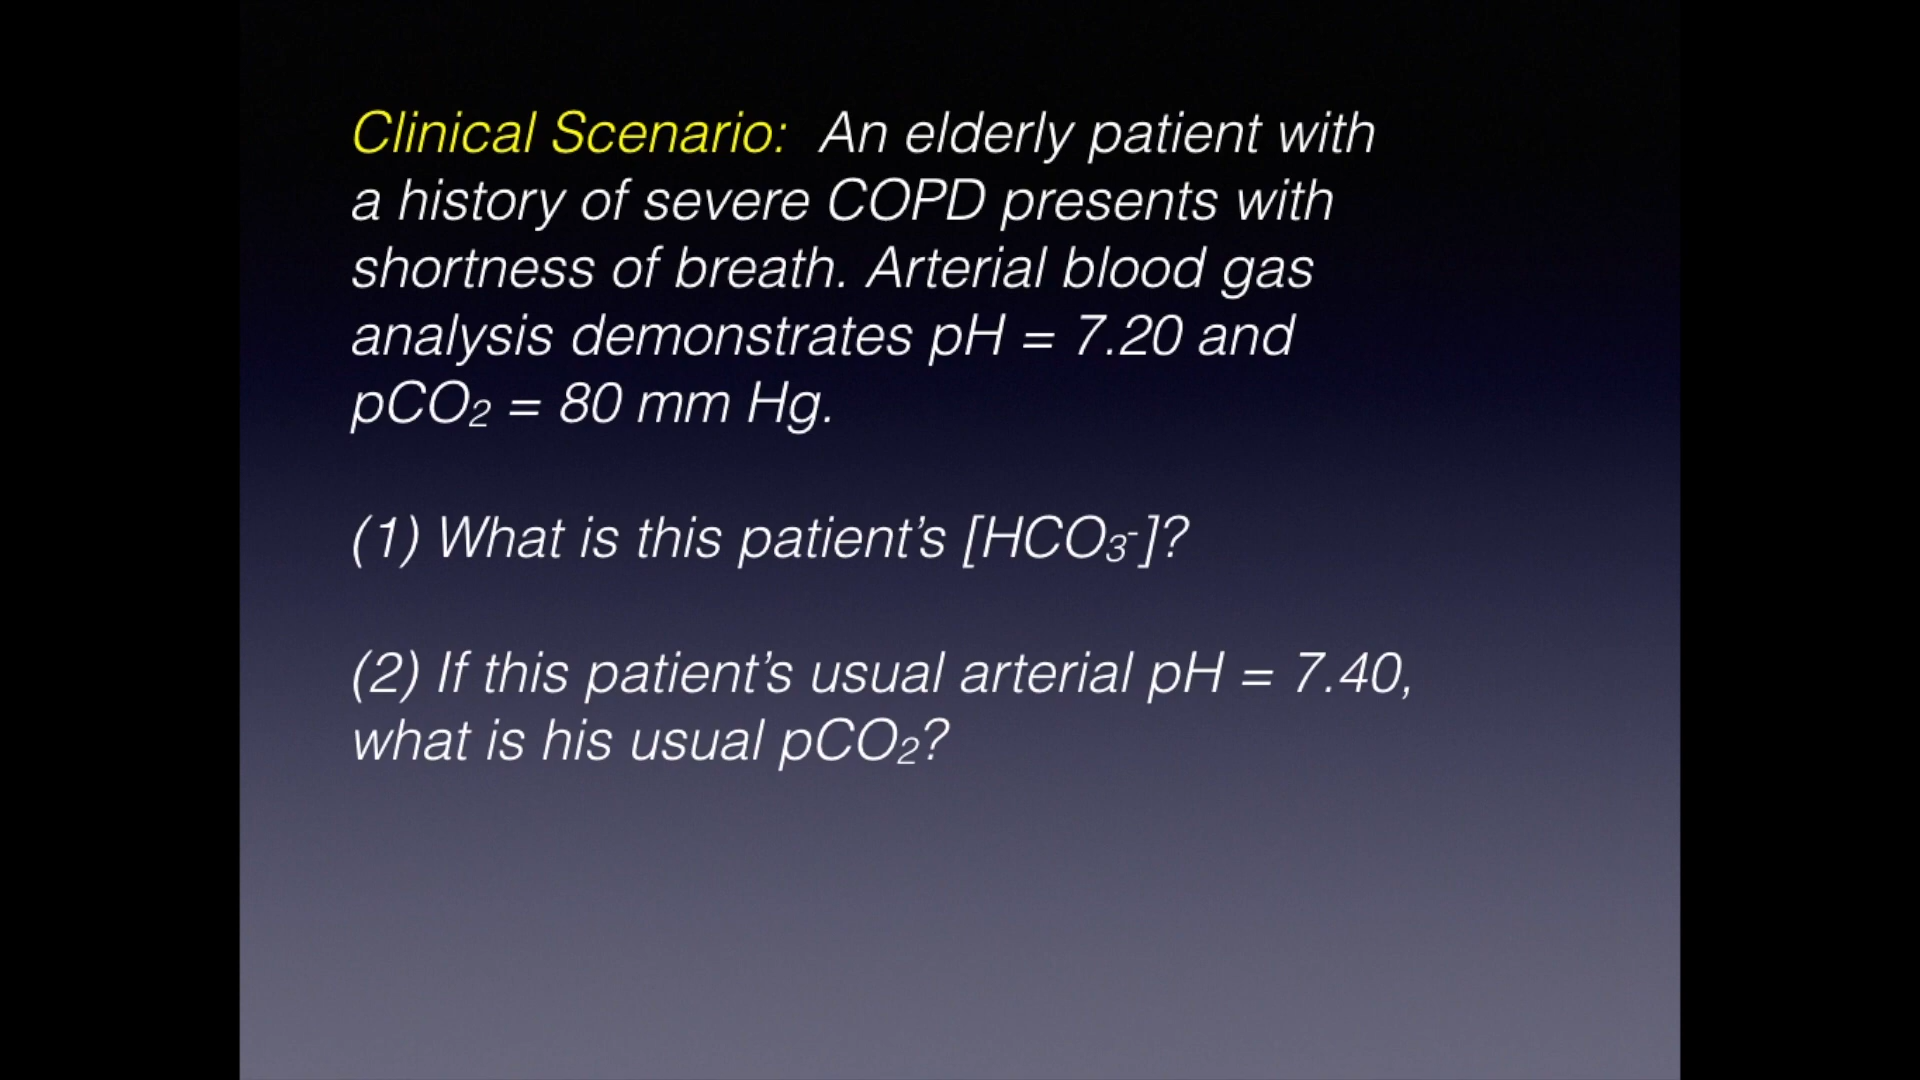 Clinical Scenario: An elderly patient with
a history of severe COPD presents with
shortness of breath. Arterial blood gas
analysis demonstrates pH = 7.20 and
pCO₂ = 80 mm Hg.
(1) What is this patient’s [HCO₃⁻]?
(2) If this patient’s usual arterial pH = 7.40,
what is his usual pCO₂?